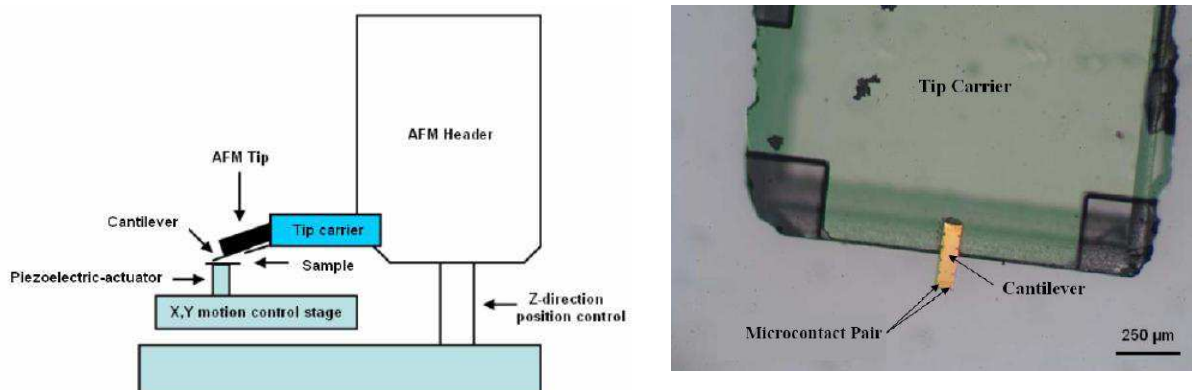 AFM Header
AFM Tip
Cantilever
Tip carrier
Piezoelectric-actuator
Sample
X,Y motion control stage
Z-direction
position control
Tip Carrier
Cantilever
Microcontact Pair
250 µm